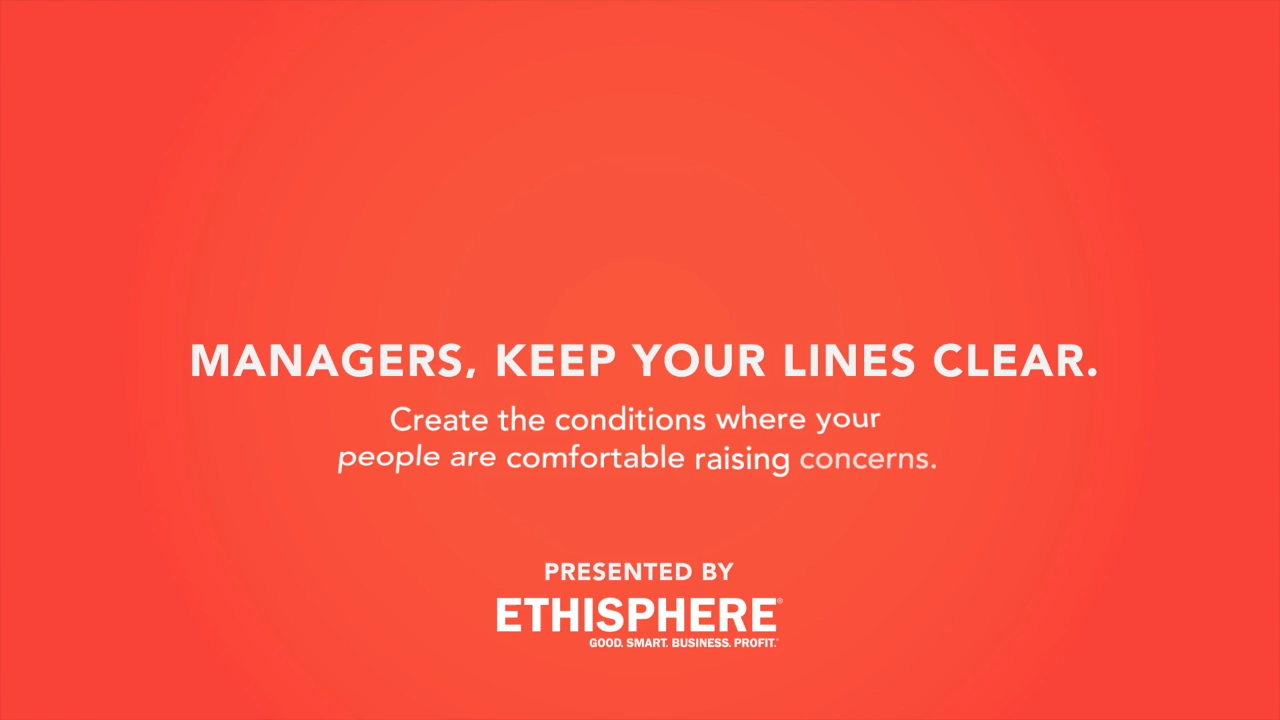 MANAGERS, KEEP YOUR LINES CLEAR.
Create the conditions where your
people are comfortable raising concerns.
PRESENTED BY
ETHISPHERE®
GOOD. SMART. BUSINESS. PROFIT.®